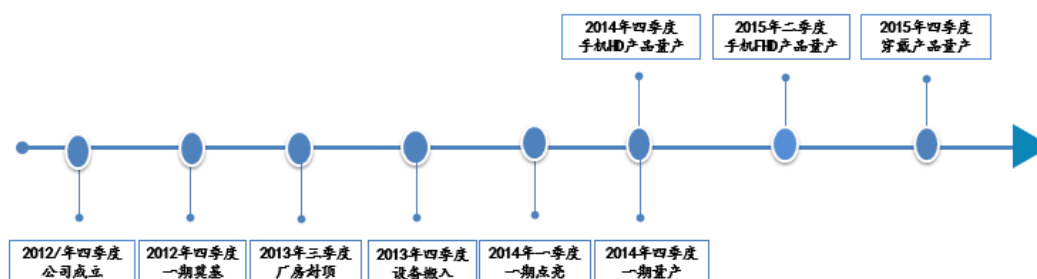 2014年四季度
手机HD产品量产
2015年二季度
手机FHD产品量产
2015年四季度
穿戴产品量产
2012/年四季度
公司成立
2012年四季度
一期奠基
2013年三季度
厂房封顶
2013年四季度
设备搬入
2014年一季度
一期点亮
2014年四季度
一期量产